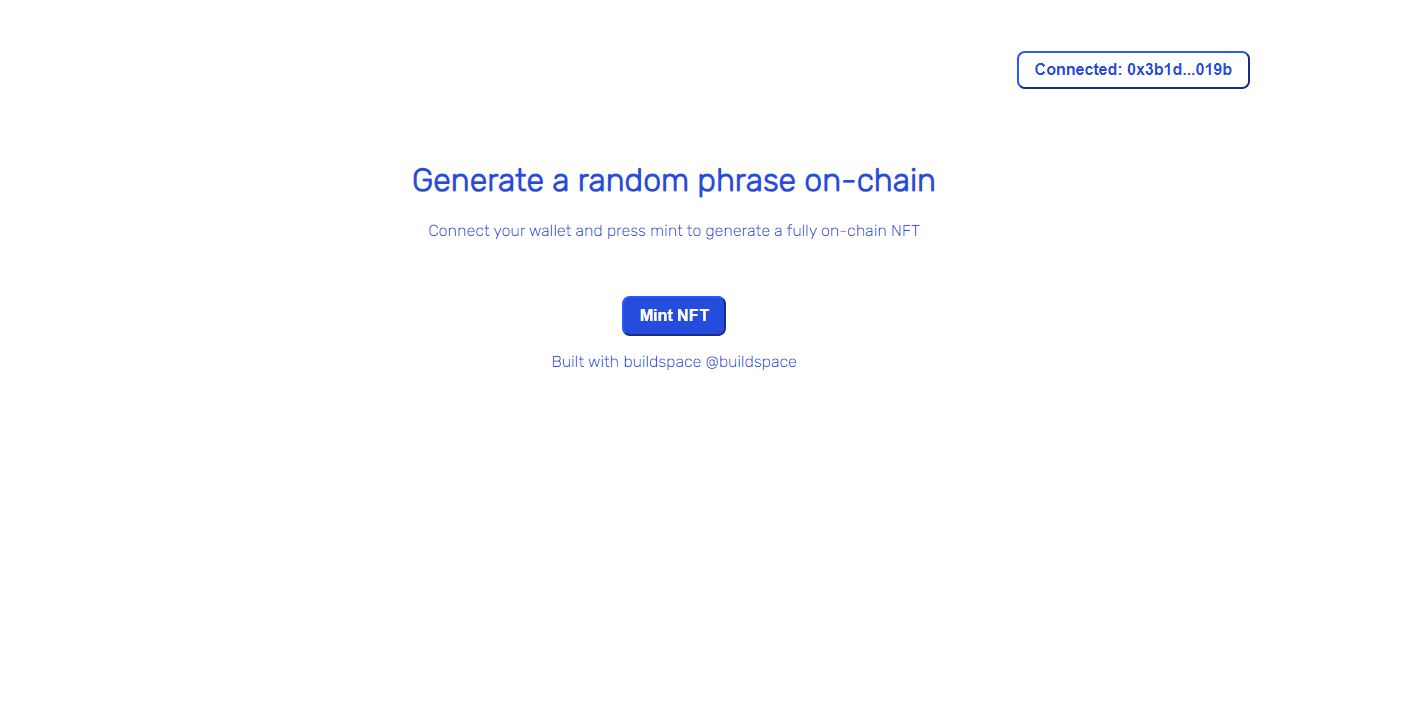 Connected: 0x3b1d...019b
Generate a random phrase on-chain
Connect your wallet and press mint to generate a fully on-chain NFT
Mint NFT
Built with buildspace @buildspace